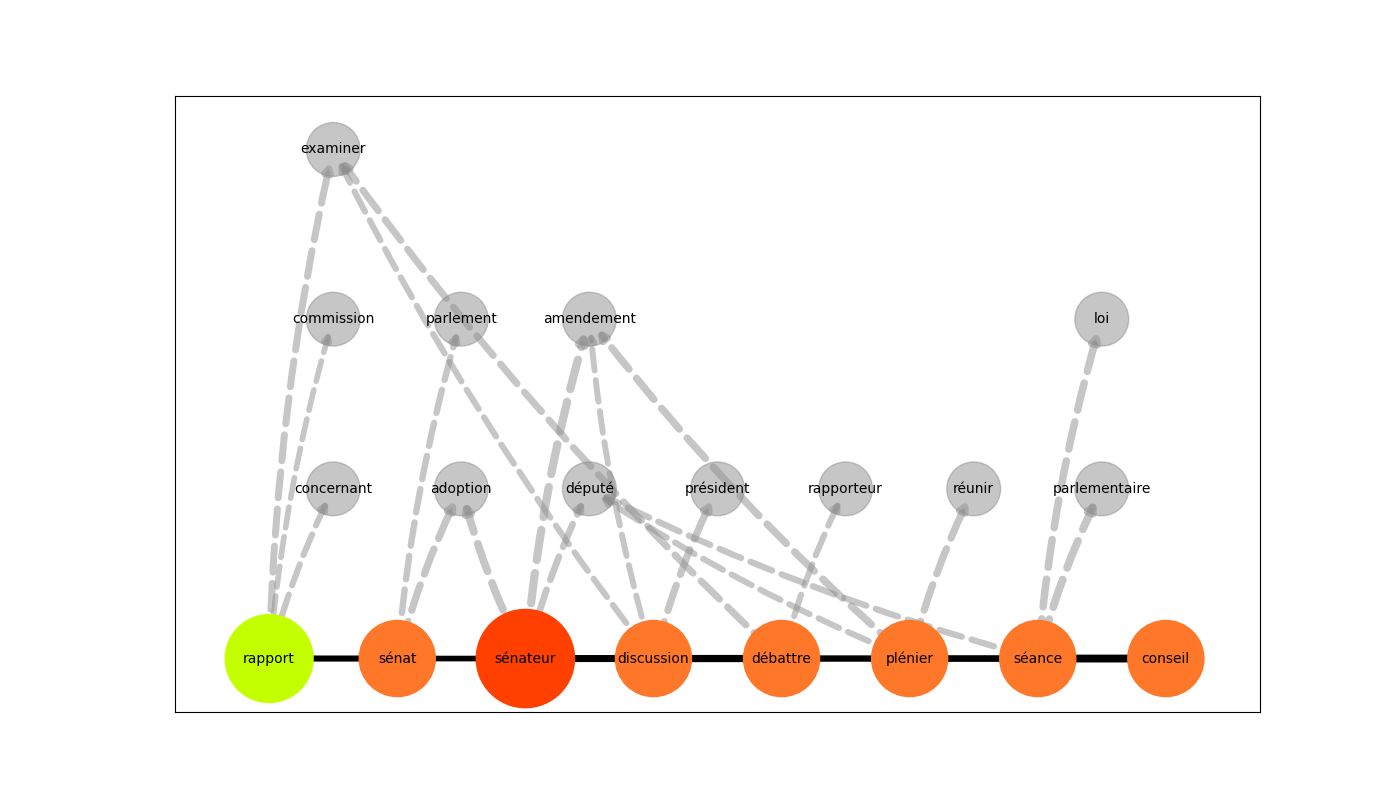 examiner
commission
parlement
amendement
loi
concernant
adoption
député
président
rapporteur
réunir
parlementaire
rapport
sénat
sénateur
discussion
débattre
plénier
séance
conseil